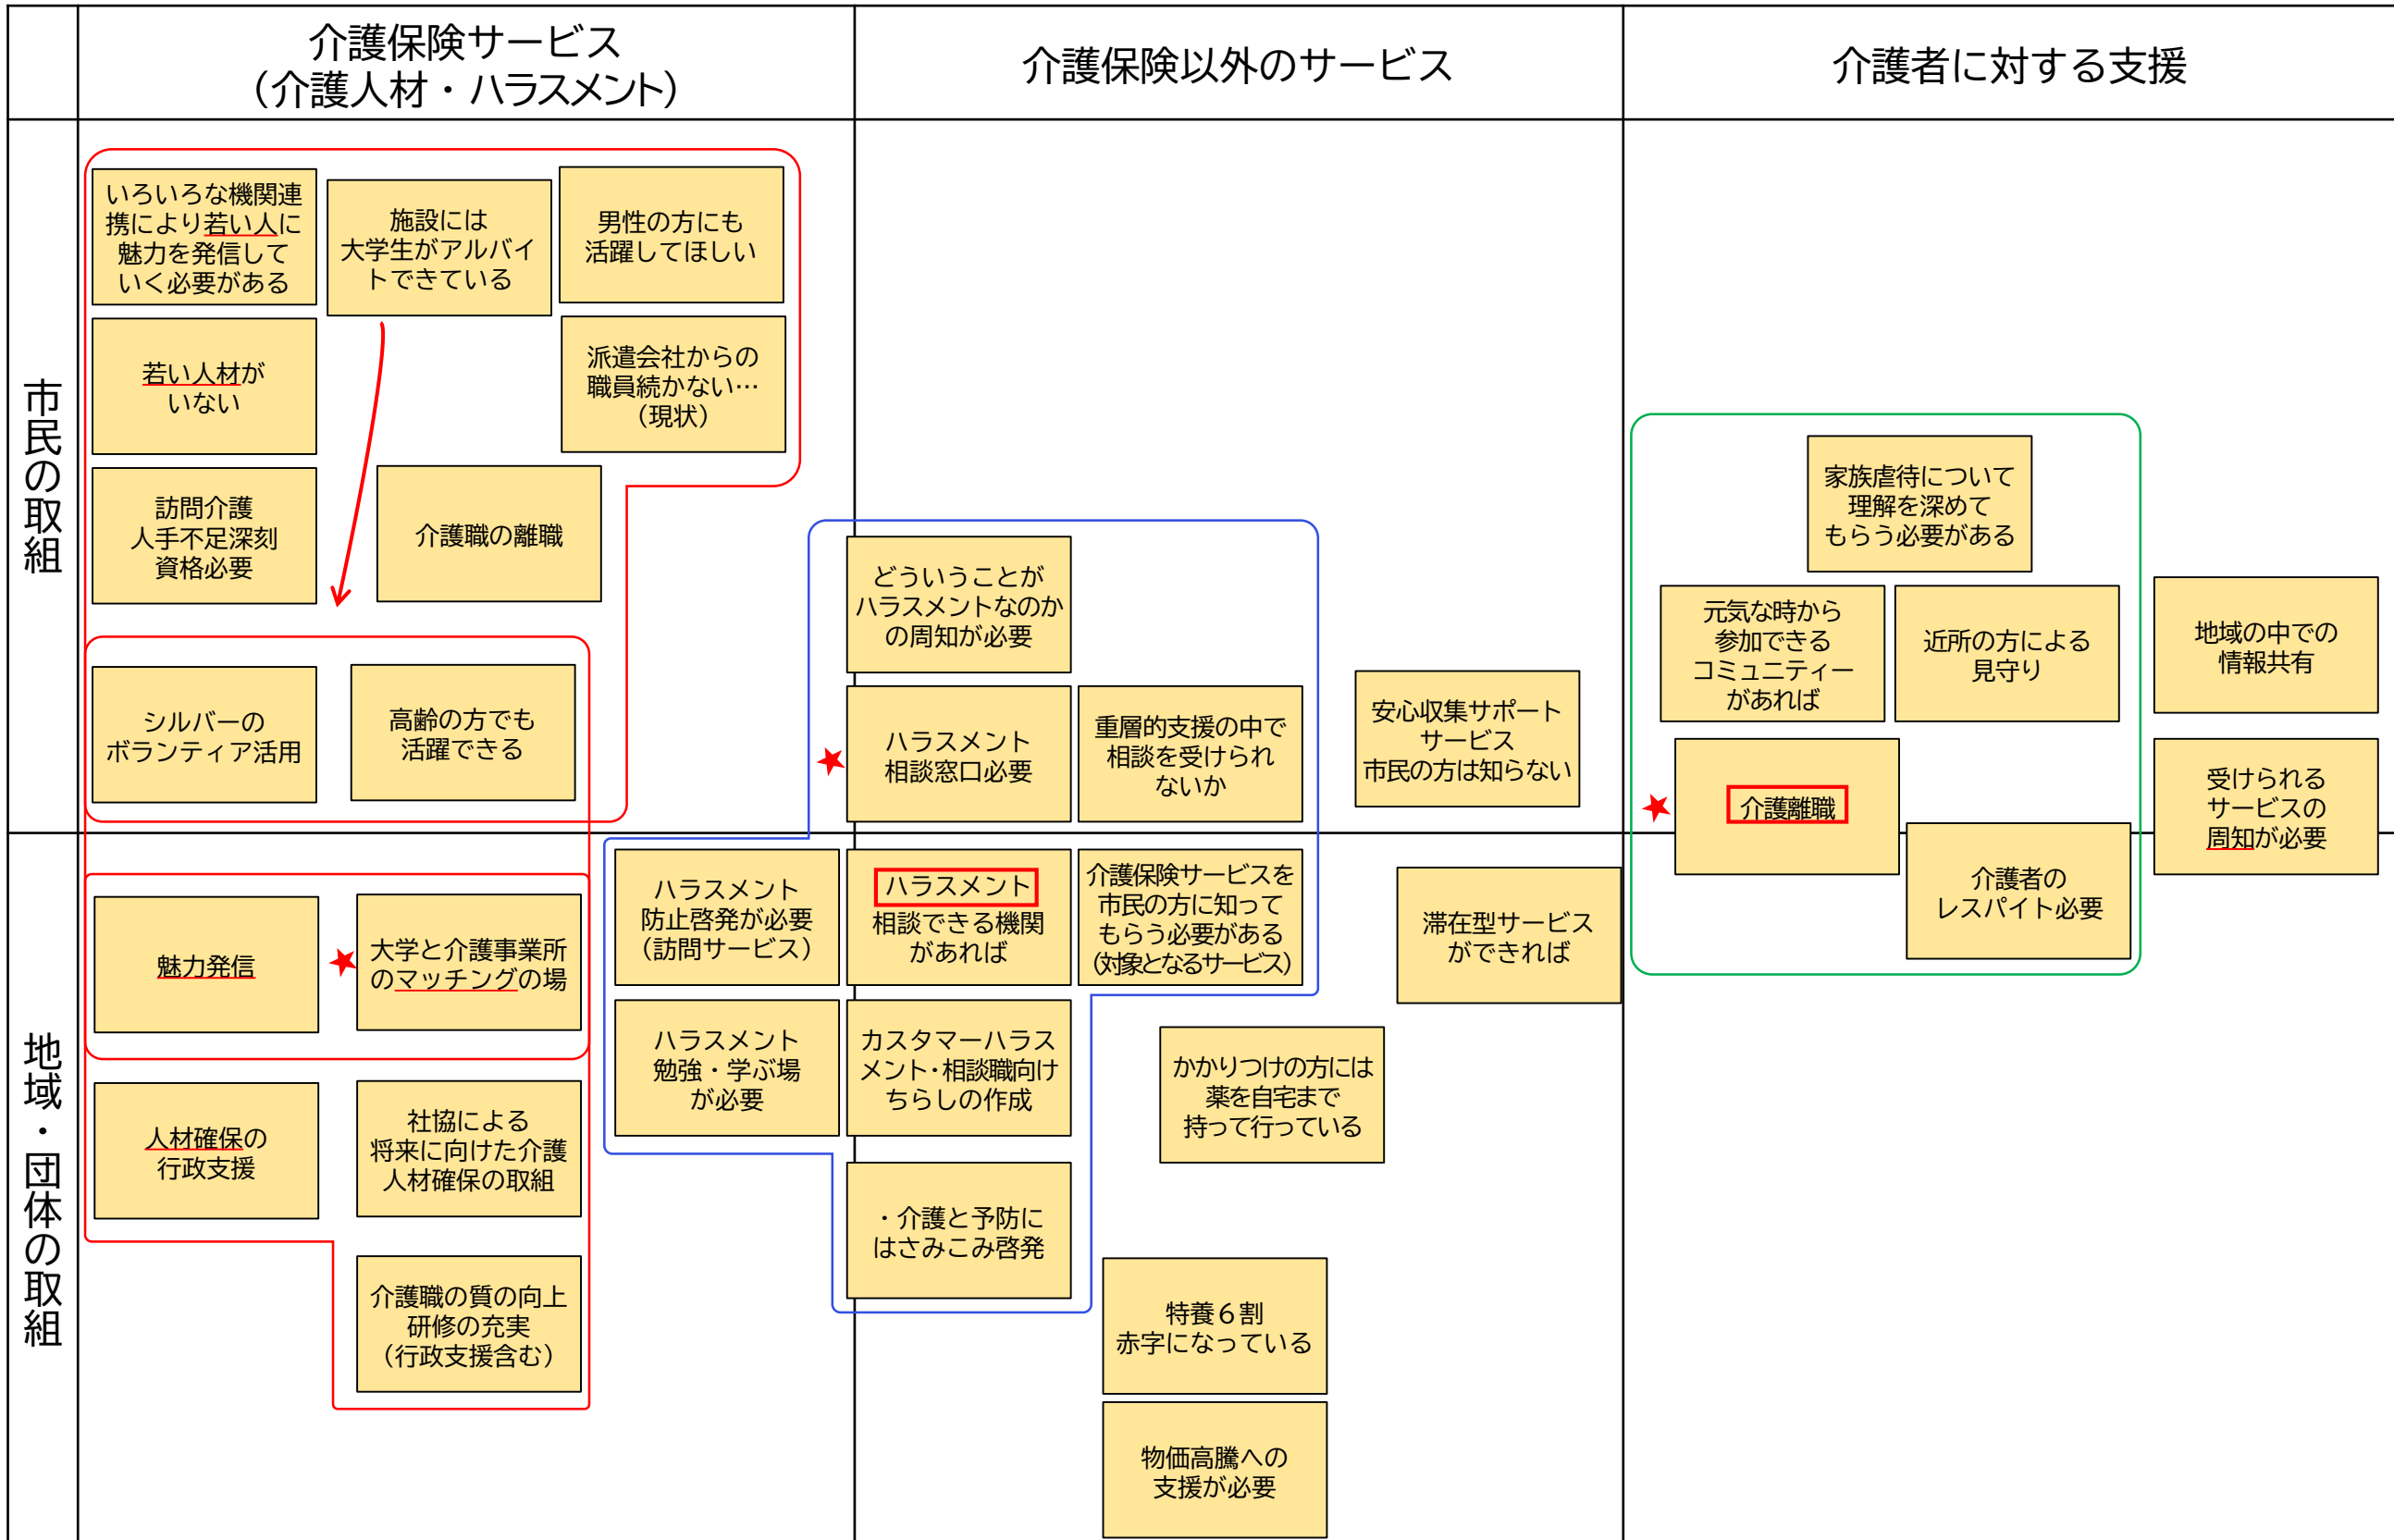 介護保険サービス
（介護人材・ハラスメント）
介護保険以外のサービス
介護者に対する支援
市民の取組
いろいろな機関連
携により若い人に
魅力を発信して
いく必要がある
施設には
大学生がアルバイ
トできている
男性の方にも
活躍してほしい
若い人材が
いない
派遣会社からの
職員続かない…
（現状）
訪問介護
人手不足深刻
資格必要
介護職の離職
シルバーの
ボランティア活用
高齢の方でも
活躍できる
どういうことが
ハラスメントなのか
の周知が必要
ハラスメント
相談窓口必要
重層的支援の中で
相談を受けられ
ないか
安心収集サポート
サービス
市民の方は知らない
家族虐待について
理解を深めて
もらう必要がある
元気な時から
参加できる
コミュニティー
があれば
近所の方による
見守り
地域の中での
情報共有
介護離職
受けられる
サービスの
周知が必要
介護者の
レスパイト必要
地域・団体の取組
魅力発信
大学と介護事業所
のマッチングの場
人材確保の
行政支援
社協による
将来に向けた介護
人材確保の取組
介護職の質の向上
研修の充実
（行政支援含む）
ハラスメント
防止啓発が必要
（訪問サービス）
ハラスメント
相談できる機関
があれば
介護保険サービスを
市民の方に知って
もらう必要がある
（対象となるサービス）
滞在型サービス
ができれば
ハラスメント
勉強・学ぶ場
が必要
カスタマーハラス
メント・相談職向け
ちらしの作成
かかりつけの方には
薬を自宅まで
持って行っている
・介護と予防に
はさみこみ啓発
特養６割
赤字になっている
物価高騰への
支援が必要